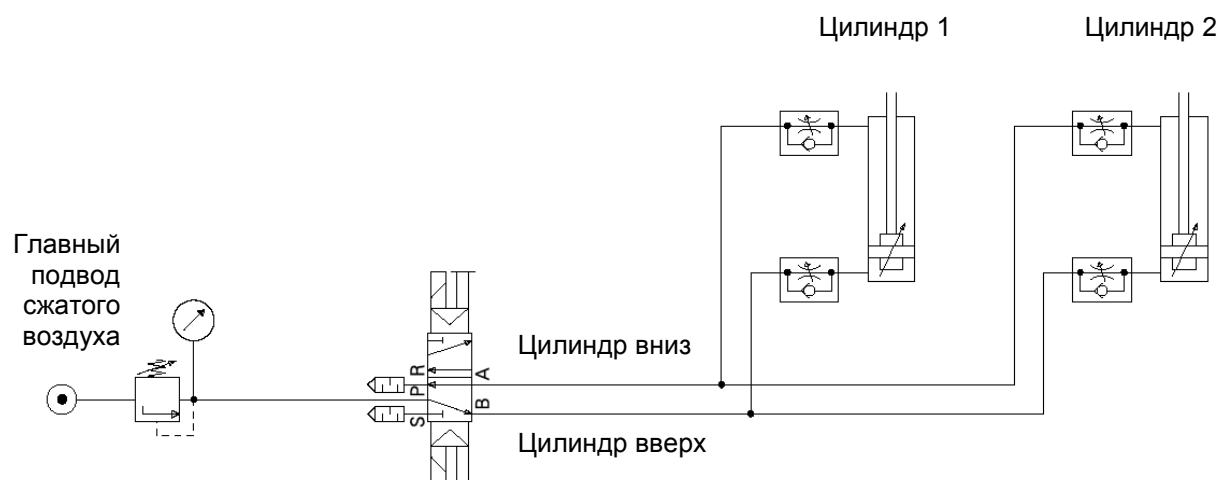 Цилиндр 1
Цилиндр 2
Главный
подвод
сжатого
воздуха
Цилиндр вниз
R
A
P
B
S
Цилиндр вверх